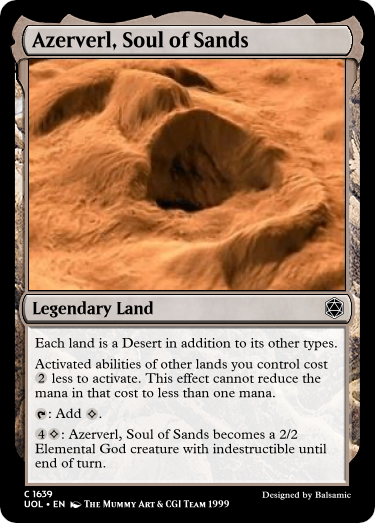 Azerverl, Soul of Sands
Legendary Land
Each land is a Desert in addition to its other types.
Activated abilities of other lands you control cost
2 less to activate. This effect cannot reduce the
mana in that cost to less than one mana.
: Add .
4 : Azerverl, Soul of Sands becomes a 2/2
Elemental God creature with indestructible until
end of turn.
C 1639
Designed by Balsamic
UOL • EN The Mummy Art & CGI Team 1999